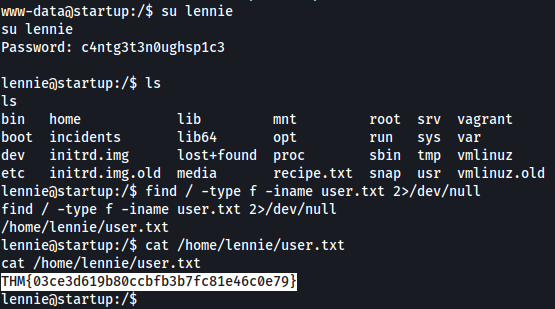 www-data@startup:/$ su lennie
su lennie
Password: c4ntg3t3n0ughsp1c3
lennie@startup:/$ ls
ls
bin home lib mnt root srv vagrant
boot incidents lib64 opt run sys var
dev initrd.img lost+found proc sbin tmp vmlinuz
etc initrd.img.old media recipe.txt snap usr vmlinuz.old
lennie@startup:/$ find / -type f -iname user.txt 2>/dev/null
find / -type f -iname user.txt 2>/dev/null
/home/lennie/user.txt
lennie@startup:/$ cat /home/lennie/user.txt
cat /home/lennie/user.txt
THM{03ce3d619b80ccbfb3b7fc81e46c0e79}
lennie@startup:/$